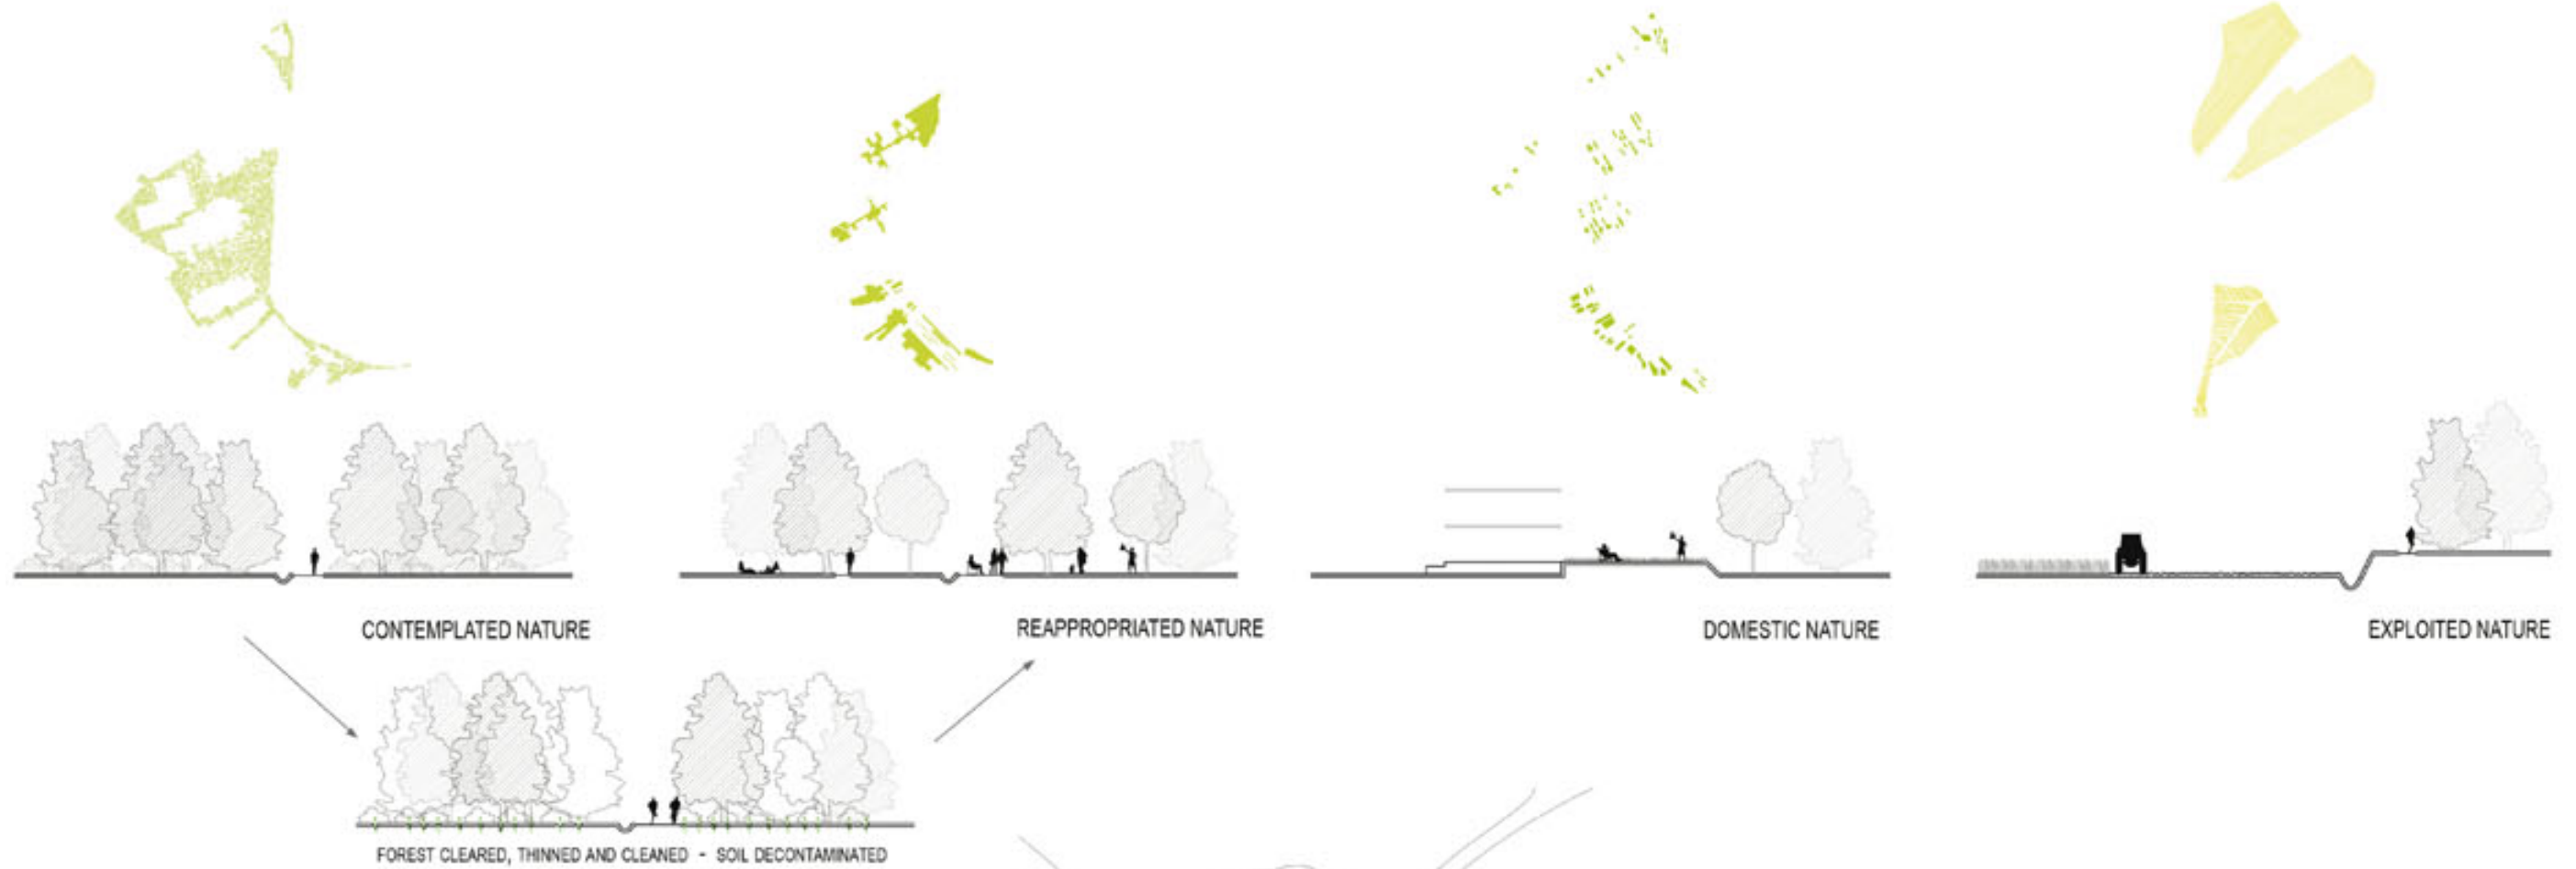 CONTEMPLATED NATURE
REAPPROPRIATED NATURE
DOMESTIC NATURE
EXPLOITED NATURE
FOREST CLEARED, THINNED AND CLEANED - SOIL DECONTAMINATED